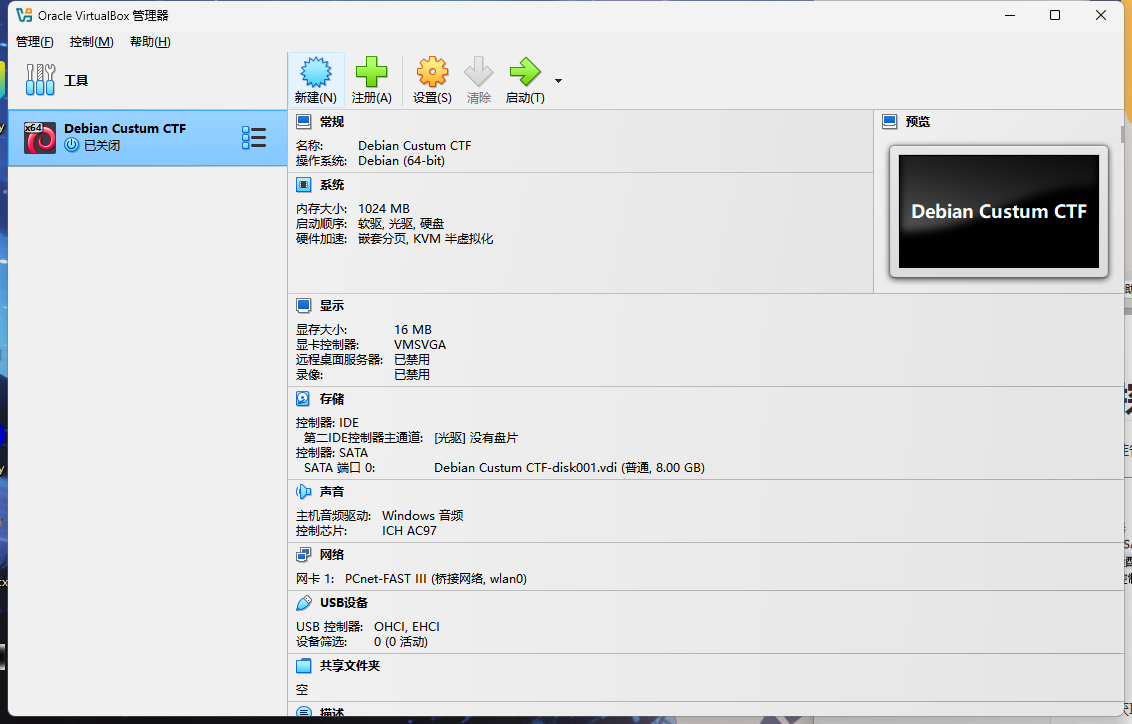 Oracle VirtualBox 管理器
管理(F) 控制(M) 帮助(H)
工具
新建(N) 注册(A) 设置(S) 清除 启动(T)
x64
Debian Custum CTF
已关闭
常规
名称: Debian Custum CTF
操作系统: Debian (64-bit)
系统
内存大小: 1024 MB
启动顺序: 软驱, 光驱, 硬盘
硬件加速: 嵌套分页, KVM 半虚拟化
预览
Debian Custum CTF
显示
显存大小: 16 MB
显卡控制器: VMSVGA
远程桌面服务器: 已禁用
录像: 已禁用
存储
控制器: IDE
第二IDE控制器主通道: [光驱] 没有盘片
控制器: SATA
SATA 端口 0: Debian Custum CTF-disk001.vdi (普通, 8.00 GB)
声音
主机音频驱动: Windows 音频
控制芯片: ICH AC97
网络
网卡 1: PCnet-FAST III (桥接网络, wlan0)
USB设备
USB 控制器: OHCI, EHCI
设备筛选: 0 (0 活动)
共享文件夹
空
描述